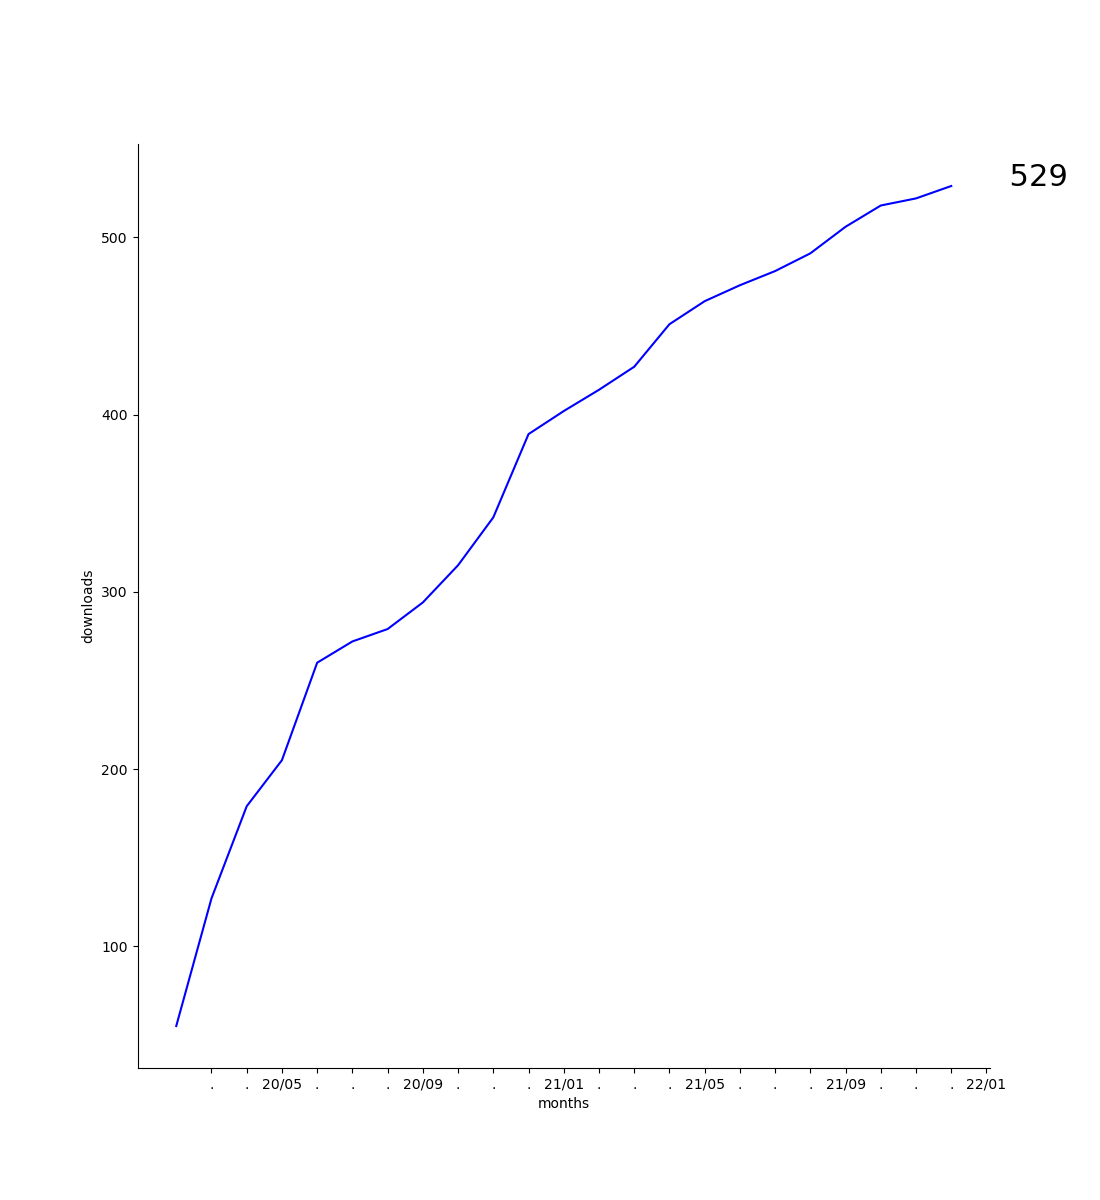 529
500
400
300
200
100
downloads
. . 20/05 . . . 20/09 . . . 21/01 . . . 21/05 . . . 21/09 . . . 22/01
months